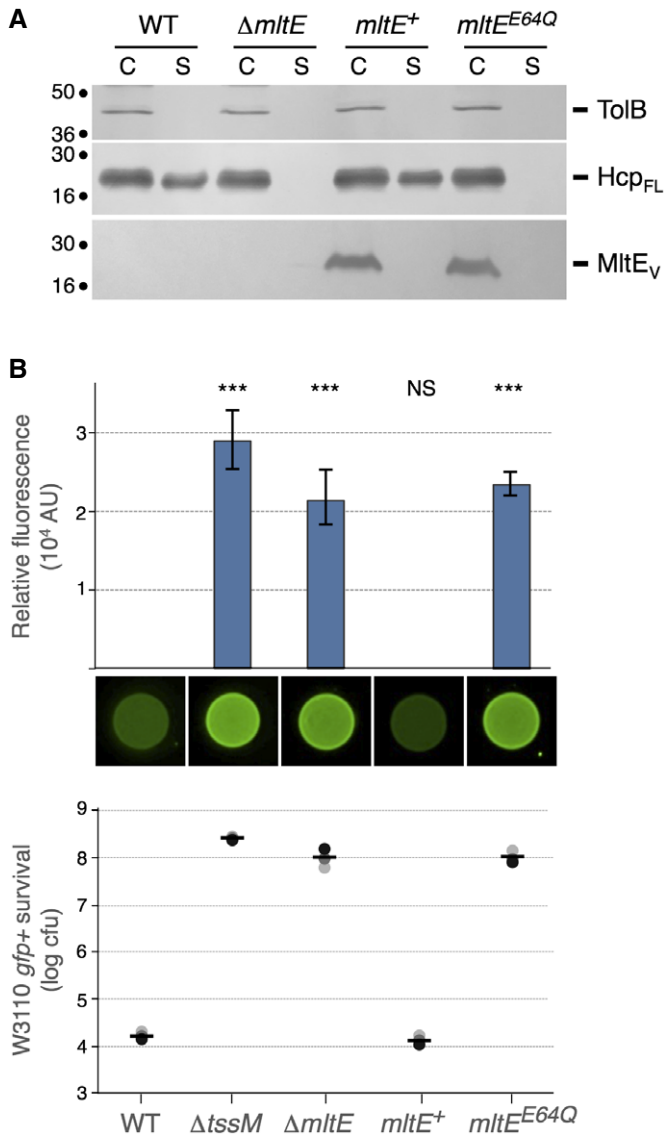 A
WT ΔmltE mltE+ mltEE64Q
C S C S C S C S
50
36
TolB
30
16
HcpFL
30
16
MltEV
B
*** *** NS ***
Relative fluorescence
(104 AU)
3
2
1
W3110 gfp+ survival
(log cfu)
9
8
7
6
5
4
3
WT ΔtssM ΔmltE mltE+ mltEE64Q